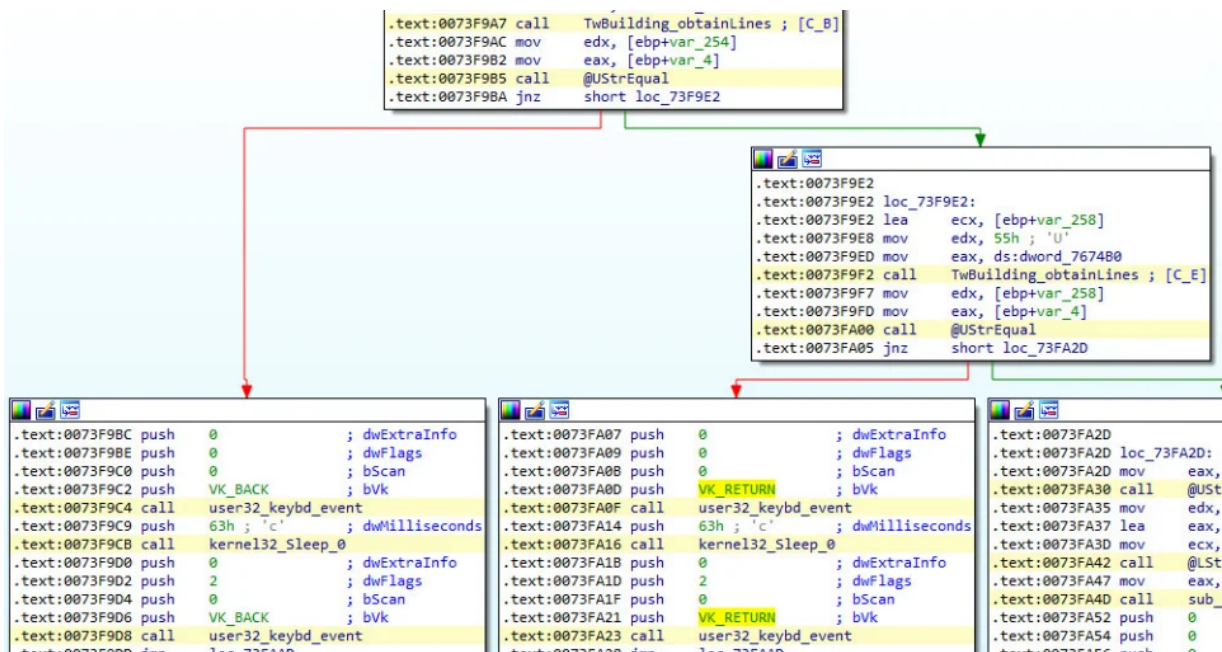 .text:0073F9A7 call TwBuilding_obtainLines ; [C_B]
.text:0073F9AC mov edx, [ebp+var_254]
.text:0073F9B2 mov eax, [ebp+var_4]
.text:0073F9B5 call @UStrEqual
.text:0073F9BA jnz short loc_73F9E2
.text:0073F9E2
.text:0073F9E2 loc_73F9E2:
.text:0073F9E2 lea ecx, [ebp+var_258]
.text:0073F9E8 mov edx, 55h ; 'U'
.text:0073F9ED mov eax, ds:dword_7674B0
.text:0073F9F2 call TwBuilding_obtainLines ; [C_E]
.text:0073F9F7 mov edx, [ebp+var_258]
.text:0073F9FD mov eax, [ebp+var_4]
.text:0073FA00 call @UStrEqual
.text:0073FA05 jnz short loc_73FA2D
.text:0073F9BC push 0 ; dwExtraInfo
.text:0073F9BE push 0 ; dwFlags
.text:0073F9C0 push 0 ; bScan
.text:0073F9C2 push VK_BACK ; bVk
.text:0073F9C4 call user32_keybd_event
.text:0073F9C9 push 63h ; 'c' ; dwMilliseconds
.text:0073F9CB call kernel32_Sleep_0
.text:0073F9D0 push 0 ; dwExtraInfo
.text:0073F9D2 push 2 ; dwFlags
.text:0073F9D4 push 0 ; bScan
.text:0073F9D6 push VK_BACK ; bVk
.text:0073F9D8 call user32_keybd_event
.text:0073FA07 push 0 ; dwExtraInfo
.text:0073FA09 push 0 ; dwFlags
.text:0073FA0B push 0 ; bScan
.text:0073FA0D push VK_RETURN ; bVk
.text:0073FA0F call user32_keybd_event
.text:0073FA14 push 63h ; 'c' ; dwMilliseconds
.text:0073FA16 call kernel32_Sleep_0
.text:0073FA1B push 0 ; dwExtraInfo
.text:0073FA1D push 2 ; dwFlags
.text:0073FA1F push 0 ; bScan
.text:0073FA21 push VK_RETURN ; bVk
.text:0073FA23 call user32_keybd_event
.text:0073FA2D
.text:0073FA2D loc_73FA2D:
.text:0073FA2D mov eax,
.text:0073FA30 call @USt
.text:0073FA35 mov edx,
.text:0073FA37 lea eax,
.text:0073FA3D mov ecx,
.text:0073FA42 call @LSt
.text:0073FA47 mov eax,
.text:0073FA4D call sub_
.text:0073FA52 push 0
.text:0073FA54 push 0